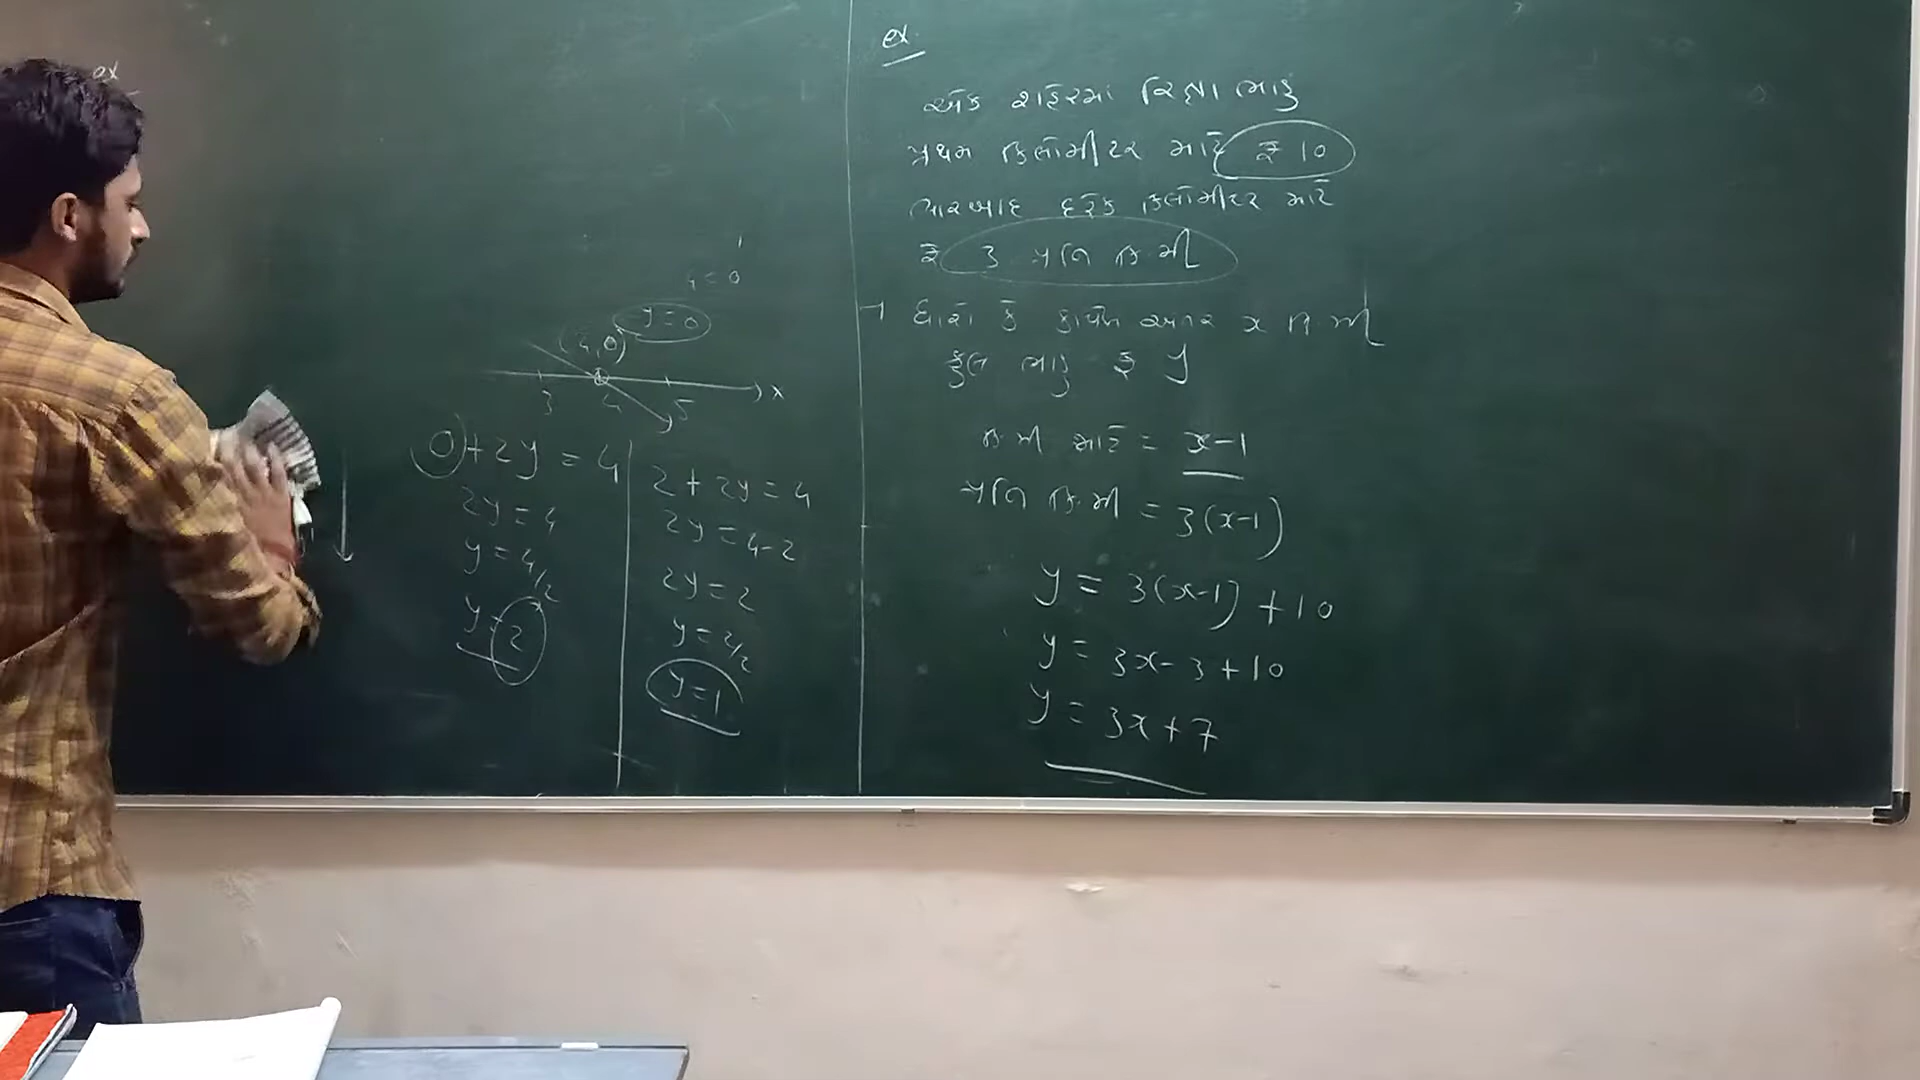 ex
y = 0
(4,0)
x
3 4 5
0 + 2y = 4
2y = 4
y = 4/2
y = 2
2 + 2y = 4
2y = 4 - 2
2y = 2
y = 2/2
y = 1
ex.
એક શહેરમાં રિક્ષા ભાડું
પ્રથમ કિલોમીટર માટે ₹ 10
ત્યારબાદ દરેક કિલોમીટર માટે
₹ 3 પ્રતિ કિમી
→ ધારો કે કાપેલ અંતર x કિ.મી
કુલ ભાડું ₹ y
કિ.મી માટે = x-1
પ્રતિ કિ.મી = 3(x-1)
y = 3(x-1) + 10
y = 3x - 3 + 10
y = 3x + 7